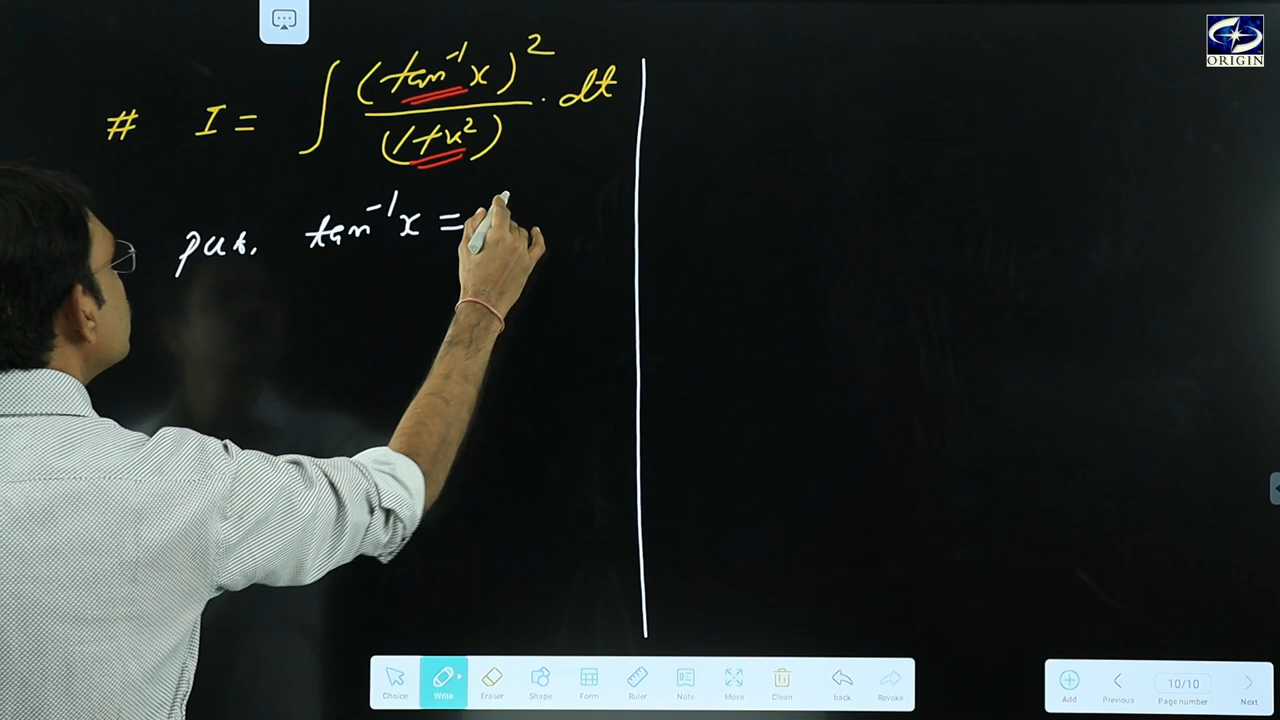 # I = ∫ (tan⁻¹x)² / (1+x²) . dt
put. tan⁻¹x =
ORIGIN
Choice Write Eraser Shape Form Ruler Note Move Clean back Revoke
Add Previous 10/10 Page number Next